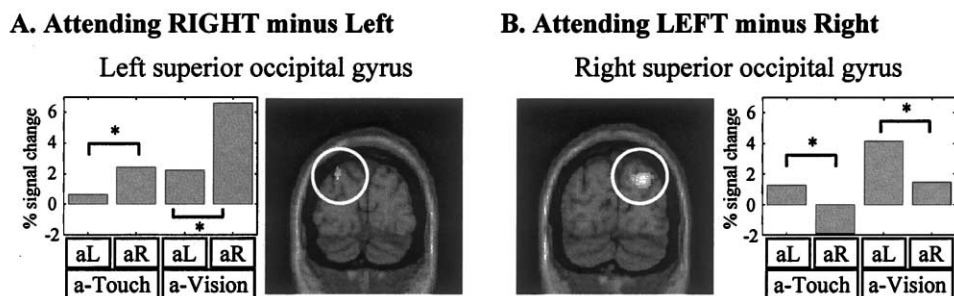 A. Attending RIGHT minus Left
Left superior occipital gyrus
% signal change
6
4
2
0
-2
*
*
aL aR aL aR
a-Touch a-Vision
B. Attending LEFT minus Right
Right superior occipital gyrus
% signal change
6
4
2
0
-2
*
*
aL aR aL aR
a-Touch a-Vision